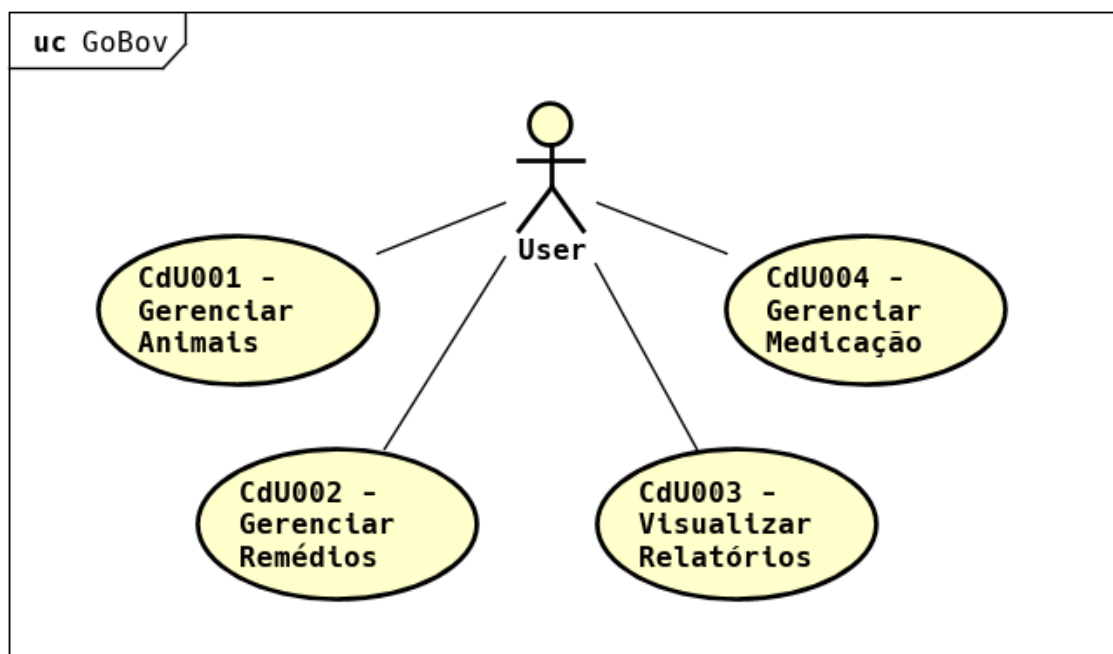 uc GoBov
User
CdU001 -
Gerenciar
Animais
CdU004 -
Gerenciar
Medicação
CdU002 -
Gerenciar
Remédios
CdU003 -
Visualizar
Relatórios